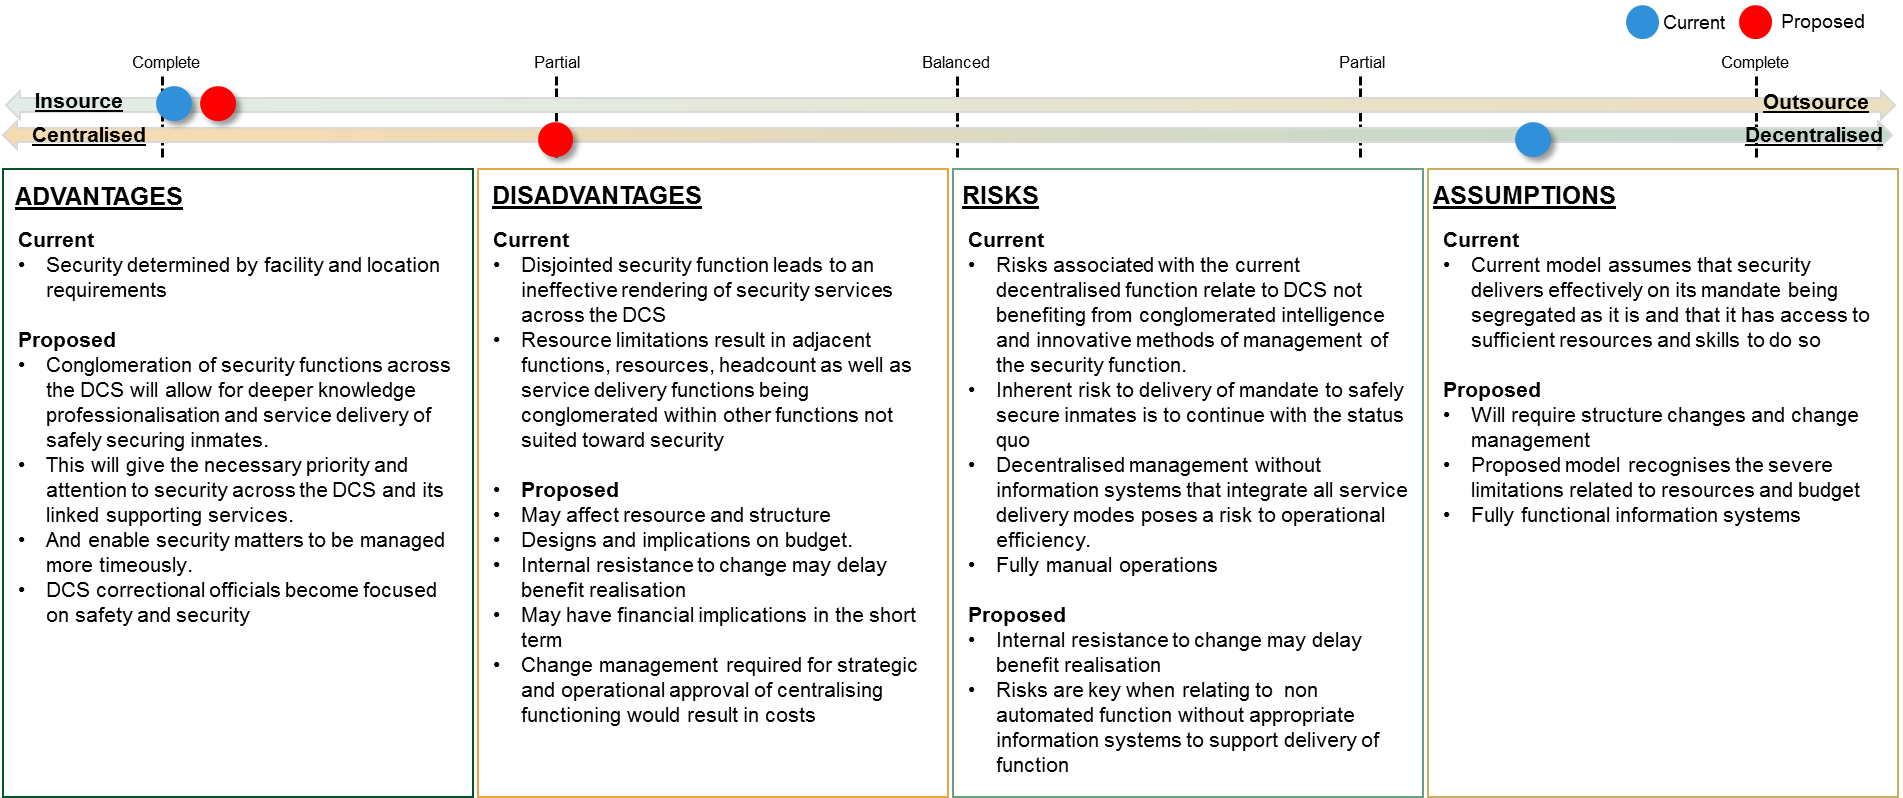 Current
Proposed
Complete
Partial
Balanced
Partial
Complete
Insource
Outsource
Centralised
Decentralised
ADVANTAGES
Current
• Security determined by facility and location
requirements
Proposed
• Conglomeration of security functions across
the DCS will allow for deeper knowledge
professionalisation and service delivery of
safely securing inmates.
• This will give the necessary priority and
attention to security across the DCS and its
linked supporting services.
• And enable security matters to be managed
more timeously.
• DCS correctional officials become focused
on safety and security
DISADVANTAGES
Current
• Disjointed security function leads to an
ineffective rendering of security services
across the DCS
• Resource limitations result in adjacent
functions, resources, headcount as well as
service delivery functions being
conglomerated within other functions not
suited toward security
• Proposed
• May affect resource and structure
• Designs and implications on budget.
• Internal resistance to change may delay
benefit realisation
• May have financial implications in the short
term
• Change management required for strategic
and operational approval of centralising
functioning would result in costs
RISKS
Current
• Risks associated with the current
decentralised function relate to DCS not
benefiting from conglomerated intelligence
and innovative methods of management of
the security function.
• Inherent risk to delivery of mandate to safely
secure inmates is to continue with the status
quo
• Decentralised management without
information systems that integrate all service
delivery modes poses a risk to operational
efficiency.
• Fully manual operations
Proposed
• Internal resistance to change may delay
benefit realisation
• Risks are key when relating to non
automated function without appropriate
information systems to support delivery of
function
ASSUMPTIONS
Current
• Current model assumes that security
delivers effectively on its mandate being
segregated as it is and that it has access to
sufficient resources and skills to do so
Proposed
• Will require structure changes and change
management
• Proposed model recognises the severe
limitations related to resources and budget
• Fully functional information systems